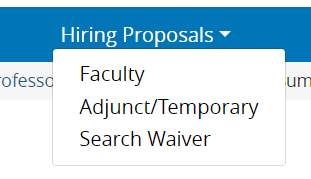 Hiring Proposals
Faculty
Adjunct/Temporary
Search Waiver